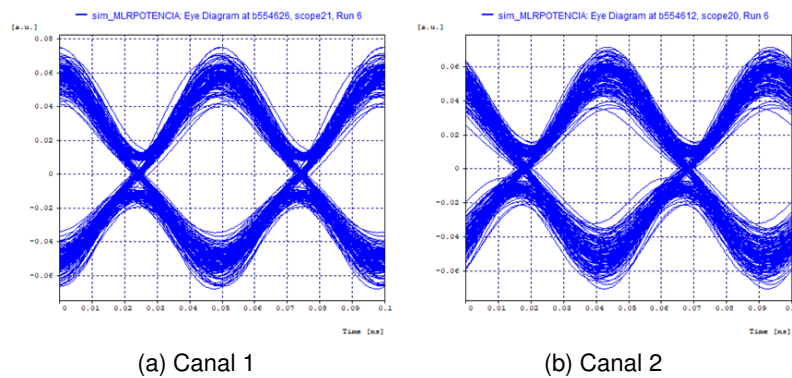 sim_MLRPOTENCIA: Eye Diagram at b554626, scope21, Run 6
[a.u.]
0.08
0.06
0.04
0.02
0
-0.02
-0.04
-0.06
0 0.01 0.02 0.03 0.04 0.05 0.06 0.07 0.08 0.09 0.1
Time [ns]
(a) Canal 1
sim_MLRPOTENCIA: Eye Diagram at b554612, scope20, Run 6
[a.u.]
0.06
0.04
0.02
0
-0.02
-0.04
-0.06
0 0.01 0.02 0.03 0.04 0.05 0.06 0.07 0.08 0.09 0.1
Time [ns]
(b) Canal 2